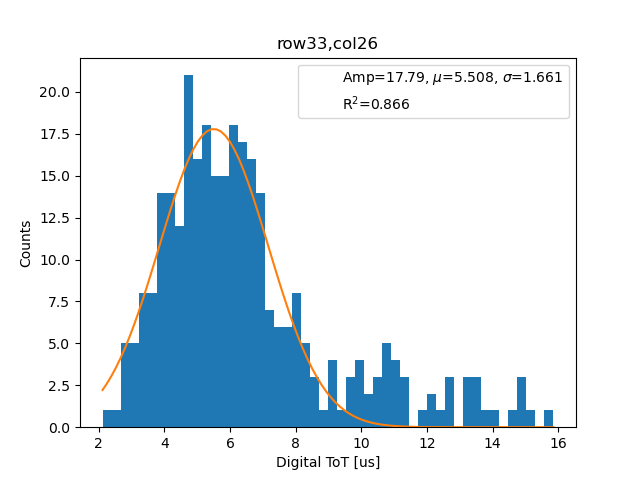 row33,col26
Amp=17.79, μ=5.508, σ=1.661
R²=0.866
20.0
17.5
15.0
12.5
10.0
7.5
5.0
2.5
0.0
Counts
2 4 6 8 10 12 14 16
Digital ToT [us]